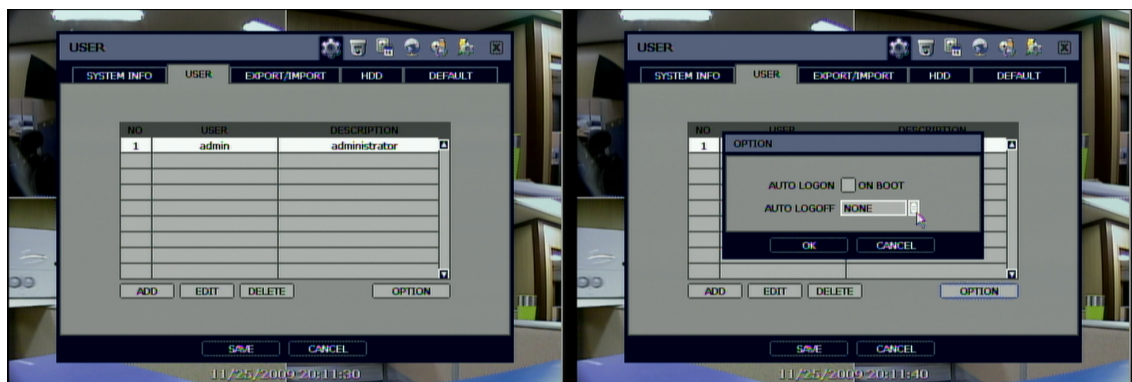 USER
SYSTEM INFO USER EXPORT/IMPORT HDD DEFAULT
NO USER DESCRIPTION
1 admin administrator
ADD EDIT DELETE OPTION
SAVE CANCEL
11/25/2009 20:11:30
USER
SYSTEM INFO USER EXPORT/IMPORT HDD DEFAULT
NO USER DESCRIPTION
1
OPTION
AUTO LOGON ON BOOT
AUTO LOGOFF NONE
OK CANCEL
ADD EDIT DELETE OPTION
SAVE CANCEL
11/25/2009 20:11:40